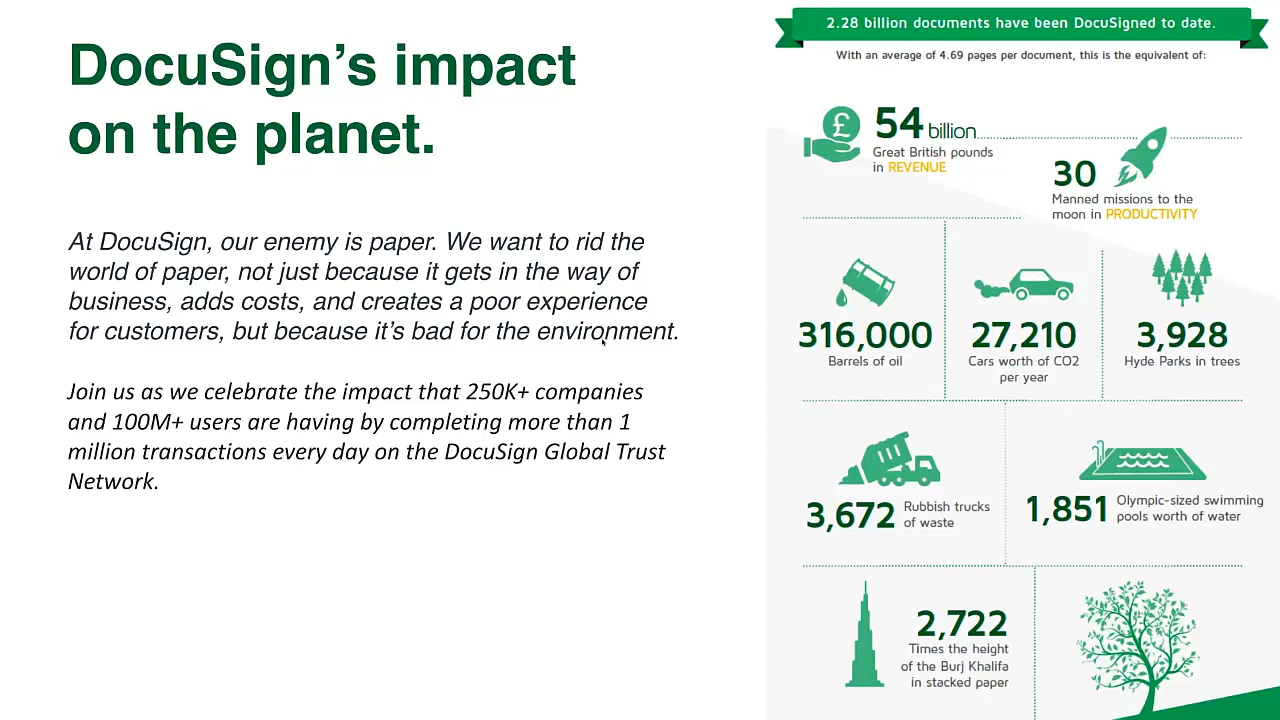 DocuSign’s impact
on the planet.
At DocuSign, our enemy is paper. We want to rid the
world of paper, not just because it gets in the way of
business, adds costs, and creates a poor experience
for customers, but because it’s bad for the environment.
Join us as we celebrate the impact that 250K+ companies
and 100M+ users are having by completing more than 1
million transactions every day on the DocuSign Global Trust
Network.
2.28 billion documents have been DocuSigned to date.
With an average of 4.69 pages per document, this is the equivalent of:
£
54 billion
Great British pounds
in REVENUE
30
Manned missions to the
moon in PRODUCTIVITY
316,000
Barrels of oil
27,210
Cars worth of CO2
per year
3,928
Hyde Parks in trees
3,672
Rubbish trucks
of waste
1,851
Olympic-sized swimming
pools worth of water
2,722
Times the height
of the Burj Khalifa
in stacked paper